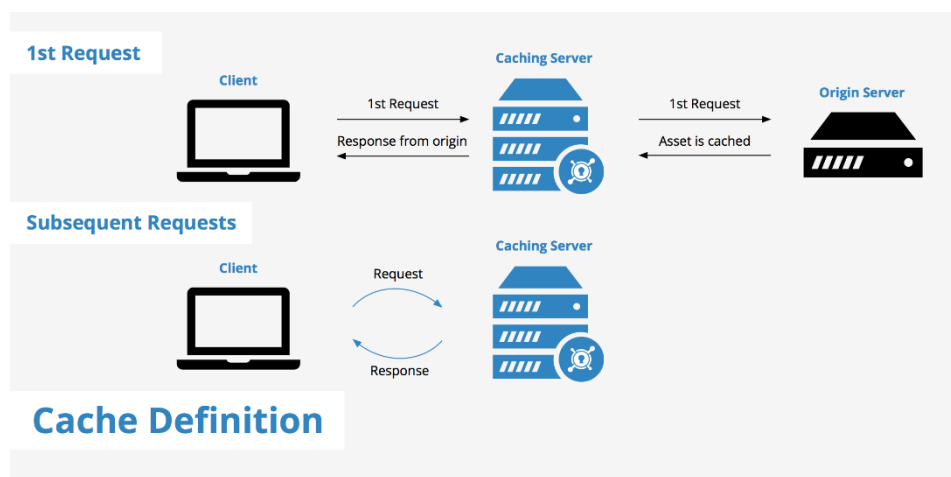 1st Request
Caching Server
Client
Origin Server
1st Request
1st Request
Response from origin
Asset is cached
Subsequent Requests
Caching Server
Client
Request
Response
Cache Definition